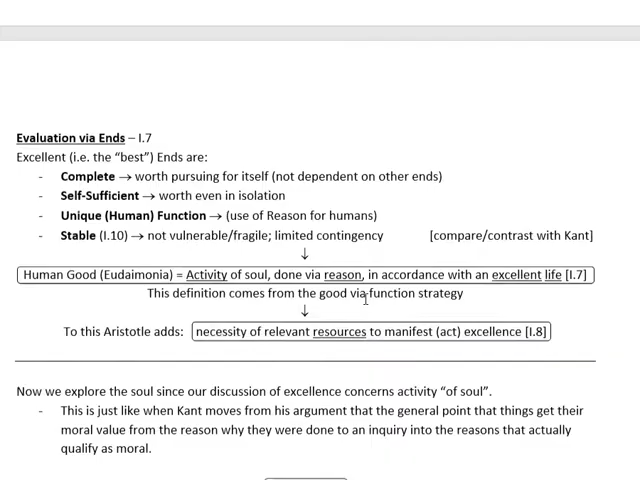 Evaluation via Ends – I.7
Excellent (i.e. the “best”) Ends are:
- Complete → worth pursuing for itself (not dependent on other ends)
- Self-Sufficient → worth even in isolation
- Unique (Human) Function → (use of Reason for humans)
- Stable (I.10) → not vulnerable/fragile; limited contingency [compare/contrast with Kant]
↓
Human Good (Eudaimonia) = Activity of soul, done via reason, in accordance with an excellent life [I.7]
This definition comes from the good via function strategy
↓
To this Aristotle adds: necessity of relevant resources to manifest (act) excellence [I.8]
Now we explore the soul since our discussion of excellence concerns activity “of soul”.
- This is just like when Kant moves from his argument that the general point that things get their
moral value from the reason why they were done to an inquiry into the reasons that actually
qualify as moral.